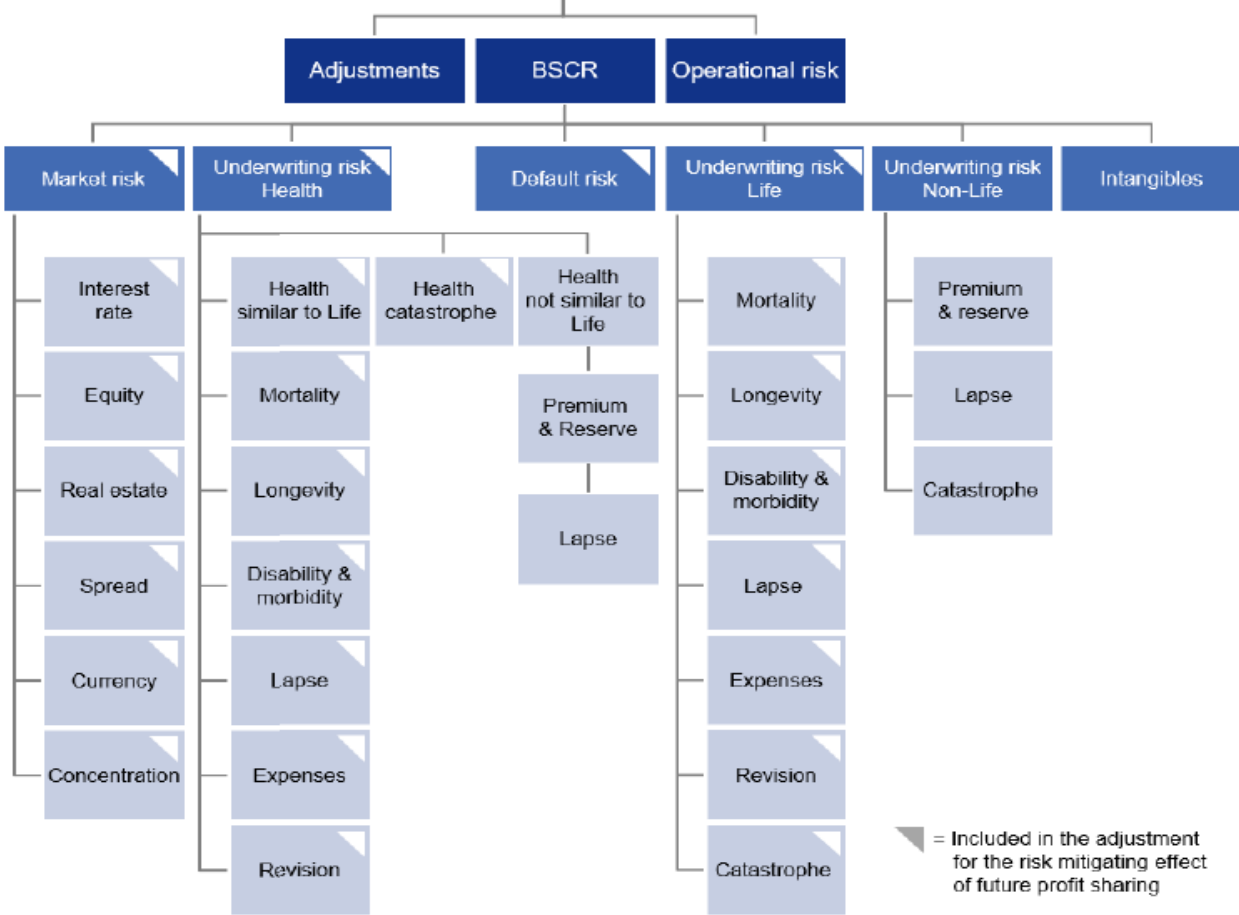 Adjustments
BSCR
Operational risk
Market risk
Underwriting risk
Health
Default risk
Underwriting risk
Life
Underwriting risk
Non-Life
Intangibles
Interest
rate
Equity
Real estate
Spread
Currency
Concentration
Health
similar to Life
Mortality
Longevity
Disability &
morbidity
Lapse
Expenses
Revision
Health
catastrophe
Health
not similar to
Life
Premium
& Reserve
Lapse
Mortality
Longevity
Disability &
morbidity
Lapse
Expenses
Revision
Catastrophe
Premium
& reserve
Lapse
Catastrophe
= Included in the adjustment
for the risk mitigating effect
of future profit sharing